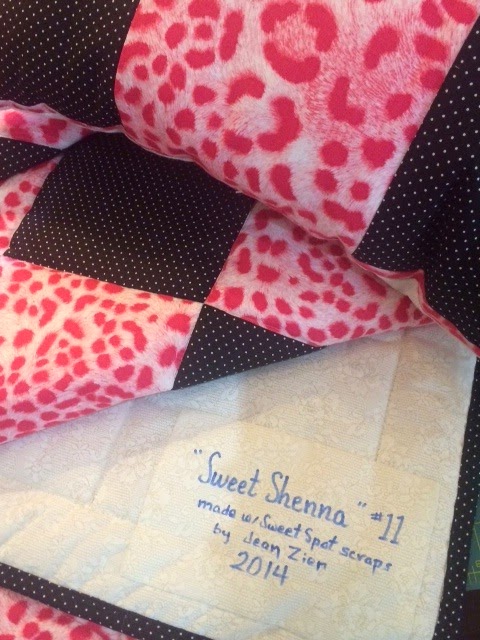 "Sweet Shenna" #11
made w/ Sweet Spot scraps
by Jean Zier
2014